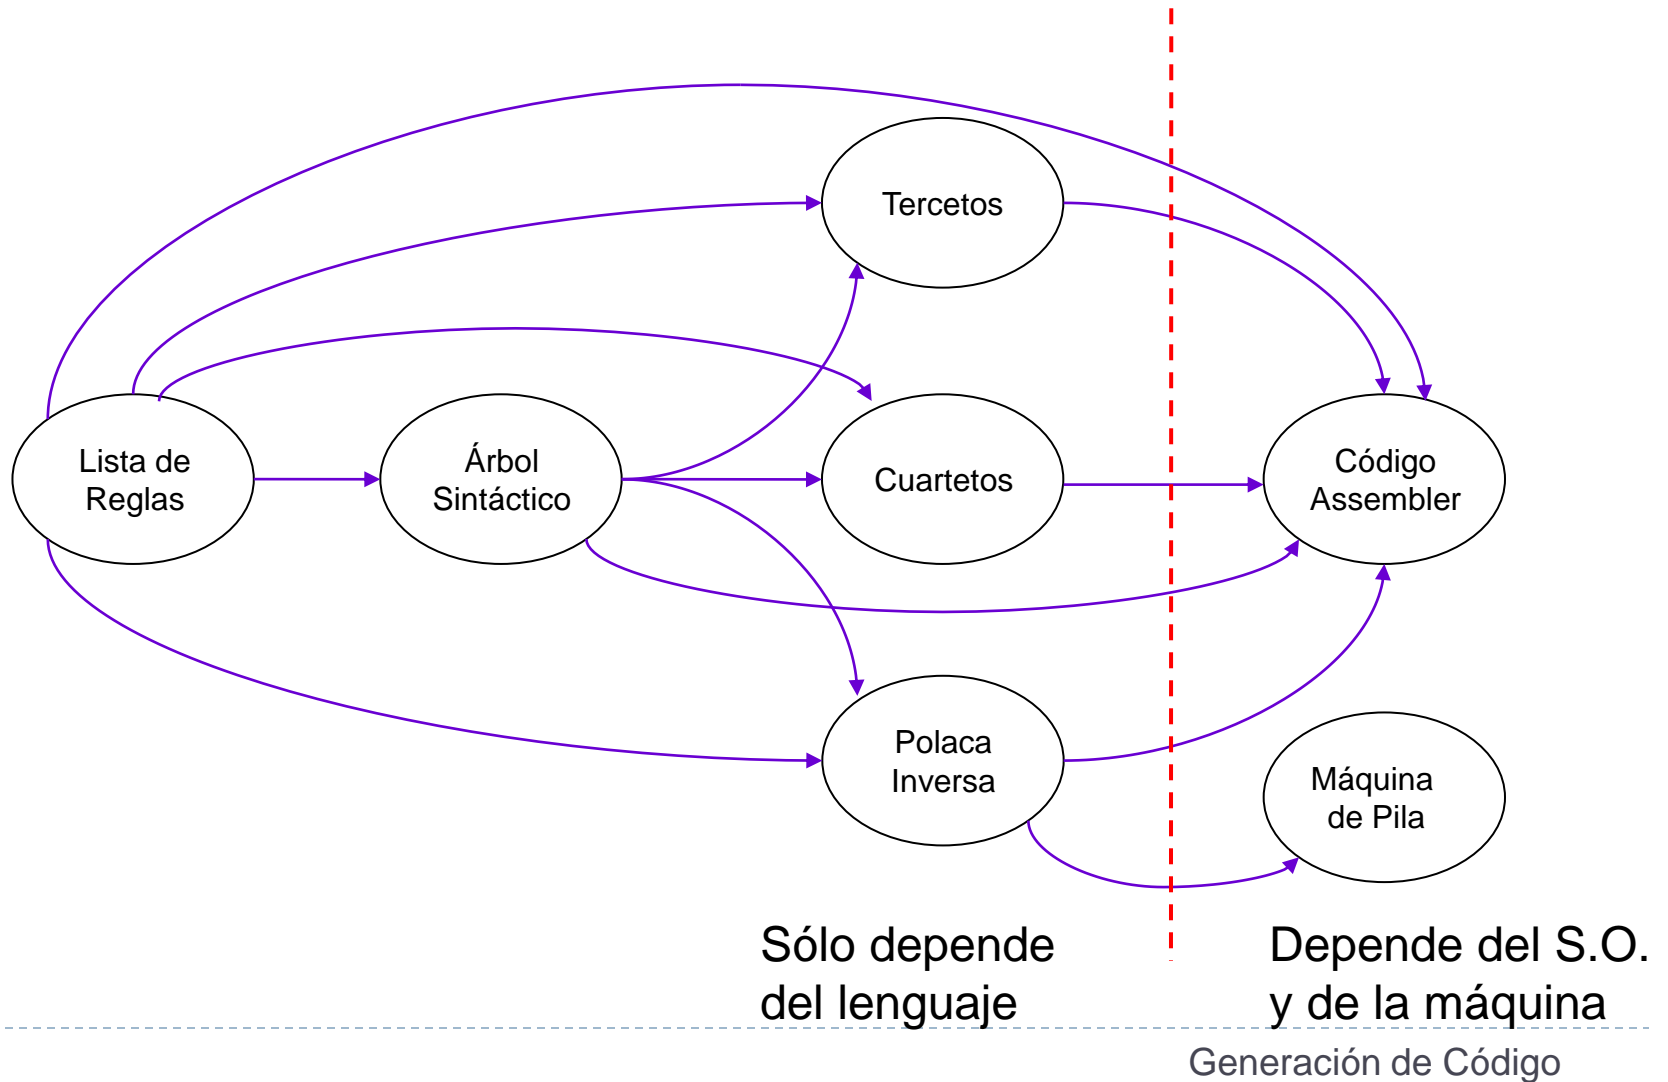 Tercetos
Lista de
Reglas
Árbol
Sintáctico
Cuartetos
Código
Assembler
Polaca
Inversa
Máquina
de Pila
Sólo depende
del lenguaje
Depende del S.O.
y de la máquina
Generación de Código